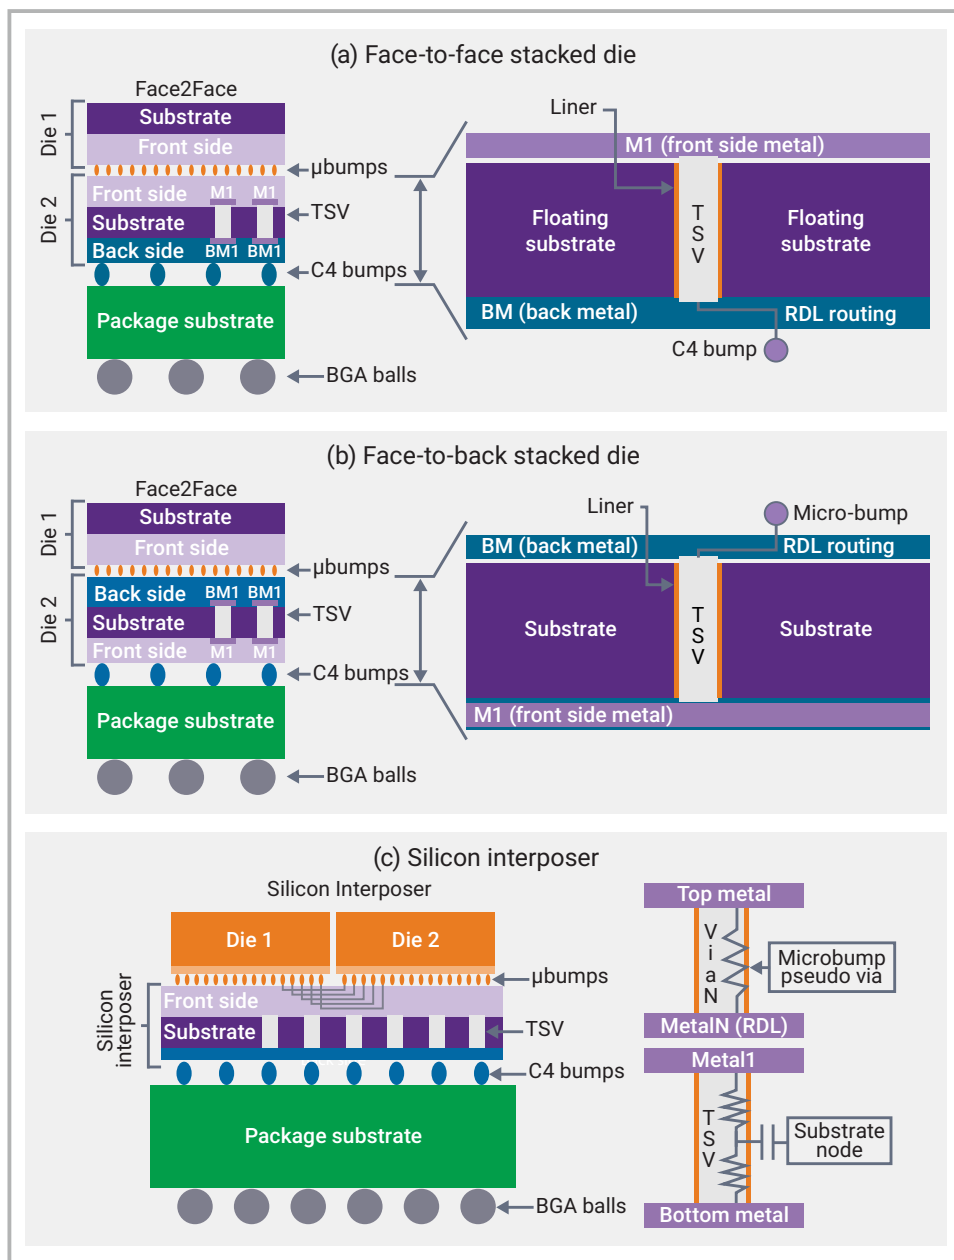 (a) Face-to-face stacked die
Face2Face
Die 1
Substrate
Front side
µbumps
Die 2
Front side
M1
M1
Substrate
TSV
Back side
BM1
BM1
C4 bumps
Package substrate
BGA balls
Liner
M1 (front side metal)
Floating
substrate
TSV
Floating
substrate
BM (back metal)
RDL routing
C4 bump
(b) Face-to-back stacked die
Face2Face
Die 1
Substrate
Front side
µbumps
Die 2
Back side
BM1
BM1
Substrate
TSV
Front side
M1
M1
C4 bumps
Package substrate
BGA balls
Liner
Micro-bump
BM (back metal)
RDL routing
Substrate
TSV
Substrate
M1 (front side metal)
(c) Silicon interposer
Silicon Interposer
Die 1
Die 2
µbumps
Silicon
interposer
Front side
Substrate
TSV
C4 bumps
Package substrate
BGA balls
Top metal
ViaN
Microbump
pseudo via
MetalN (RDL)
Metal1
TSV
Substrate
node
Bottom metal